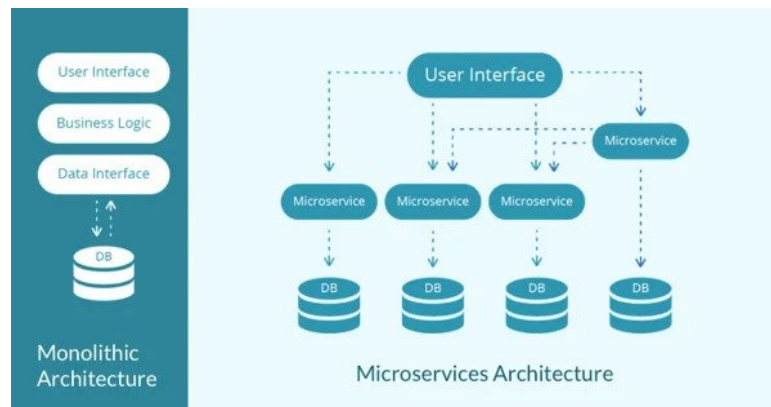 User Interface
Business Logic
Data Interface
DB
Monolithic
Architecture
User Interface
Microservice
Microservice
Microservice
Microservice
DB
DB
DB
DB
Microservices Architecture